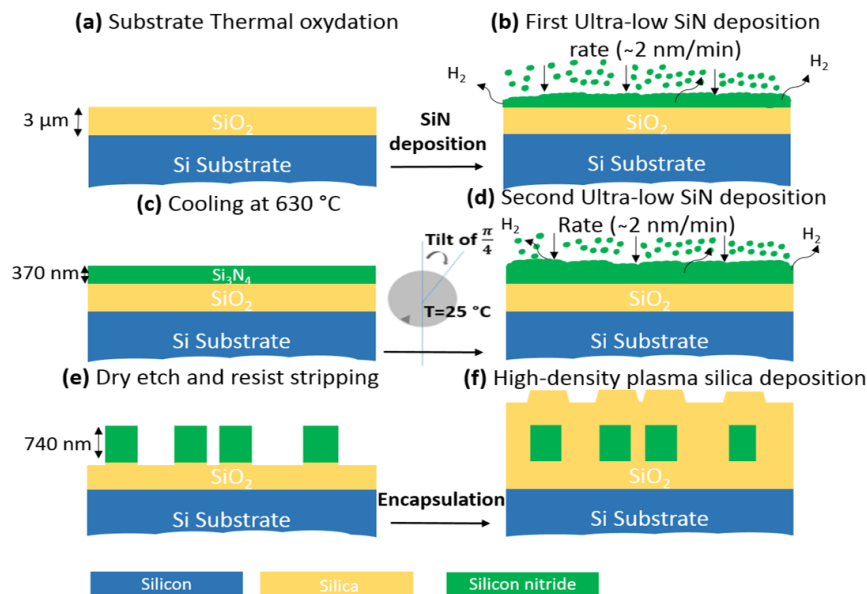 (a) Substrate Thermal oxydation
3 μm
SiO2
Si Substrate
SiN
deposition
(b) First Ultra-low SiN deposition
rate (~2 nm/min)
H2
H2
SiO2
Si Substrate
(c) Cooling at 630 °C
370 nm
Si3N4
SiO2
Si Substrate
Tilt of π/4
T=25 °C
(d) Second Ultra-low SiN deposition
Rate (~2 nm/min)
H2
H2
SiO2
Si Substrate
(e) Dry etch and resist stripping
740 nm
SiO2
Si Substrate
Encapsulation
(f) High-density plasma silica deposition
SiO2
Si Substrate
Silicon
Silica
Silicon nitride